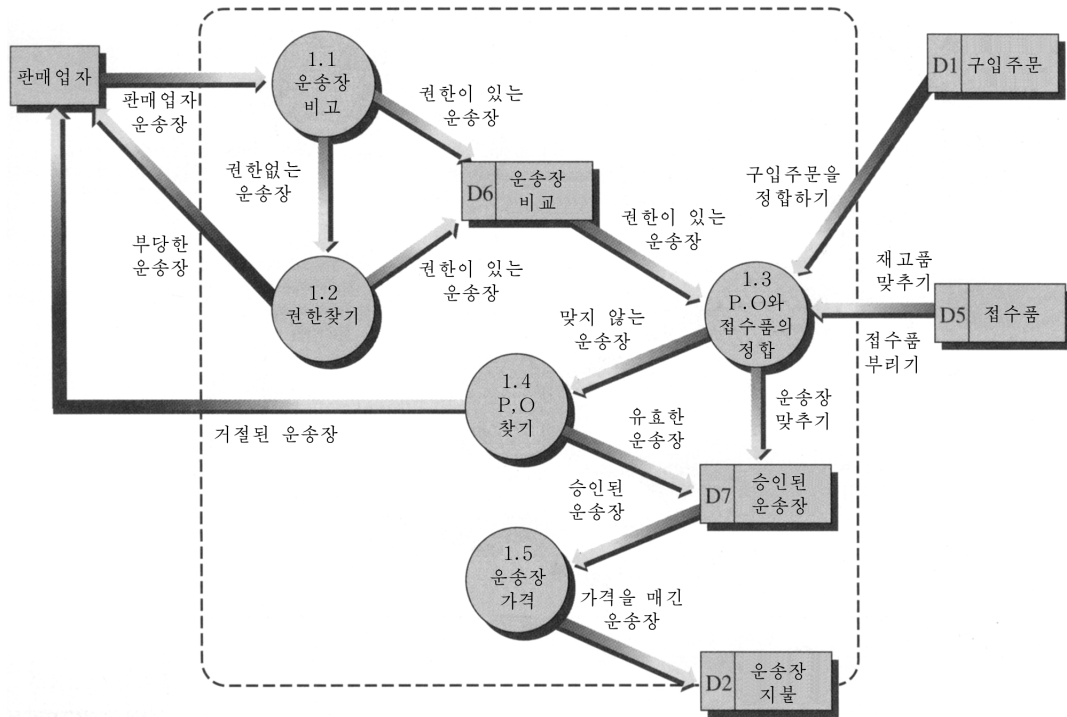 판매업자
판매업자
운송장
1.1
운송장
비고
권한이 있는
운송장
D1
구입주문
권한없는
운송장
D6
운송장
비교
구입주문을
정합하기
부당한
운송장
1.2
권한찾기
권한이 있는
운송장
권한이 있는
운송장
1.3
P.O와
접수품의
정합
재고품
맞추기
D5
접수품
접수품
부리기
맞지 않는
운송장
1.4
P,O
찾기
거절된 운송장
유효한
운송장
운송장
맞추기
D7
승인된
운송장
승인된
운송장
1.5
운송장
가격
가격을 매긴
운송장
D2
운송장
지불